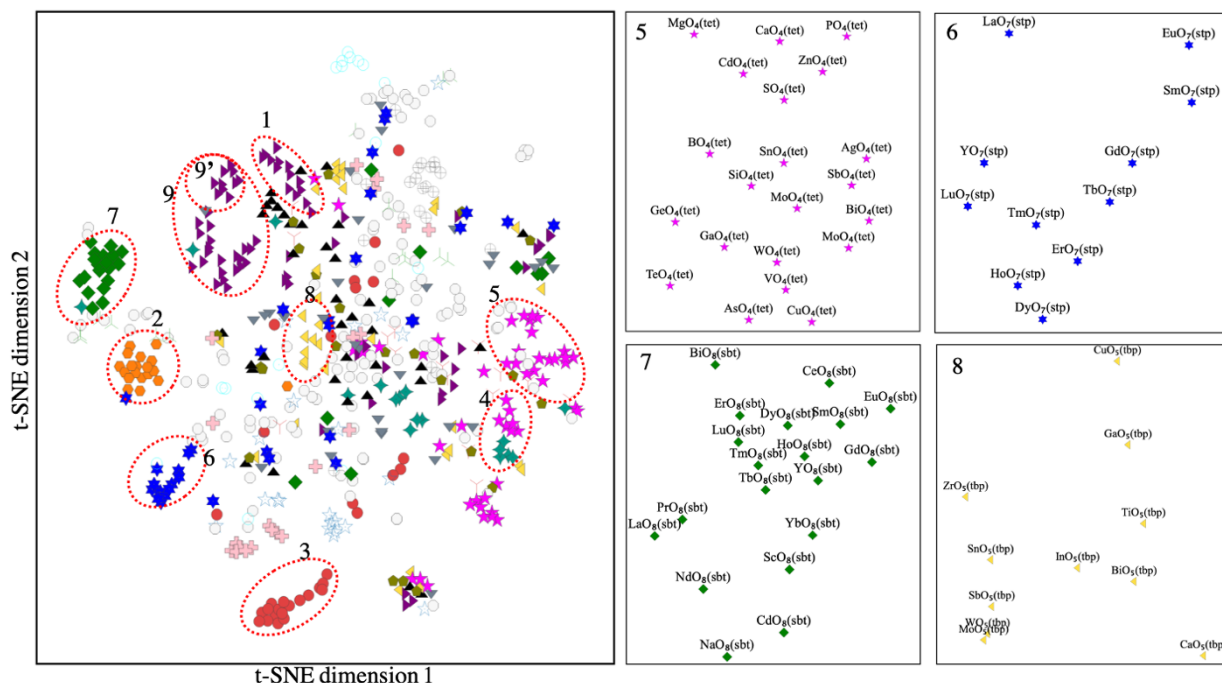 t-SNE dimension 2
t-SNE dimension 1
1
9’
9
7
2
8
5
4
6
3
5
MgO₄(tet)
CaO₄(tet)
PO₄(tet)
CdO₄(tet)
ZnO₄(tet)
SO₄(tet)
BO₄(tet)
SnO₄(tet)
AgO₄(tet)
SiO₄(tet)
SbO₄(tet)
MoO₄(tet)
GeO₄(tet)
BiO₄(tet)
GaO₄(tet)
WO₄(tet)
MoO₄(tet)
TeO₄(tet)
VO₄(tet)
AsO₄(tet)
CuO₄(tet)
6
LaO₇(stp)
EuO₇(stp)
SmO₇(stp)
YO₇(stp)
GdO₇(stp)
LuO₇(stp)
TbO₇(stp)
TmO₇(stp)
ErO₇(stp)
HoO₇(stp)
DyO₇(stp)
7
BiO₈(sbt)
CeO₈(sbt)
EuO₈(sbt)
ErO₈(sbt)
DyO₈(sbt)
SmO₈(sbt)
LuO₈(sbt)
HoO₈(sbt)
GdO₈(sbt)
TmO₈(sbt)
YO₈(sbt)
TbO₈(sbt)
PrO₈(sbt)
LaO₈(sbt)
YbO₈(sbt)
ScO₈(sbt)
NdO₈(sbt)
CdO₈(sbt)
NaO₈(sbt)
8
CuO₅(tbp)
GaO₅(tbp)
ZrO₅(tbp)
TiO₅(tbp)
SnO₅(tbp)
InO₅(tbp)
BiO₅(tbp)
SbO₅(tbp)
WO₅(tbp)
MoO₅(tbp)
CaO₅(tbp)